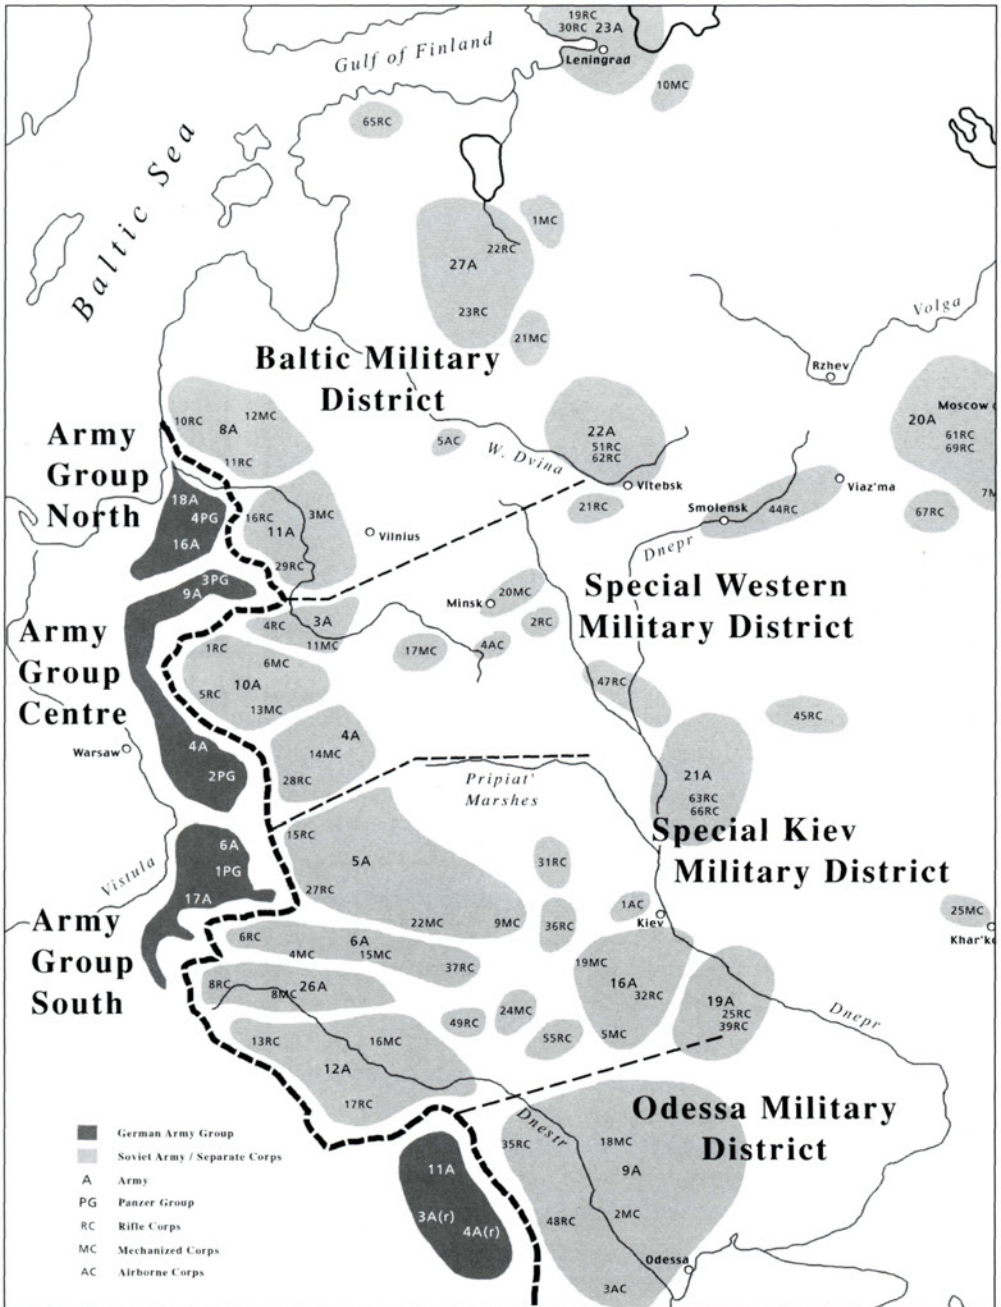 19RC
30RC 23A
Leningrad
Gulf of Finland
10MC
65RC
Baltic Sea
1MC
22RC
27A
23RC
21MC
Volga
Baltic Military
District
Rzhev
Moscow
20A
61RC
69RC
10RC
12MC
8A
11RC
22A
51RC
62RC
5AC
W. Dvina
Army
Group
North
Vitebsk
Viaz'ma
18A
4PG
16A
16RC
3MC
11A
29RC
Vilnius
21RC
Smolensk
44RC
67RC
Dnepr
3PG
9A
Special Western
Military District
20MC
Minsk
2RC
4RC
3A
11MC
Army
Group
Centre
1RC
6MC
17MC
4AC
5RC
10A
13MC
47RC
45RC
4A
14MC
28RC
Warsaw
4A
2PG
Pripiat'
Marshes
21A
63RC
66RC
Special Kiev
Military District
6A
1PG
17A
15RC
5A
27RC
22MC
9MC
31RC
Vistula
1AC
Kiev
36RC
25MC
Khar'ko
Army
Group
South
6RC
6A
4MC
15MC
37RC
19MC
16A
32RC
5MC
19A
25RC
39RC
8RC
8MC
26A
24MC
49RC
55RC
Dnepr
13RC
16MC
12A
17RC
Odessa Military
District
Dnestr
35RC
18MC
9A
48RC
2MC
Odessa
3AC
11A
3A(r)
4A(r)
German Army Group
Soviet Army / Separate Corps
A Army
PG Panzer Group
RC Rifle Corps
MC Mechanized Corps
AC Airborne Corps